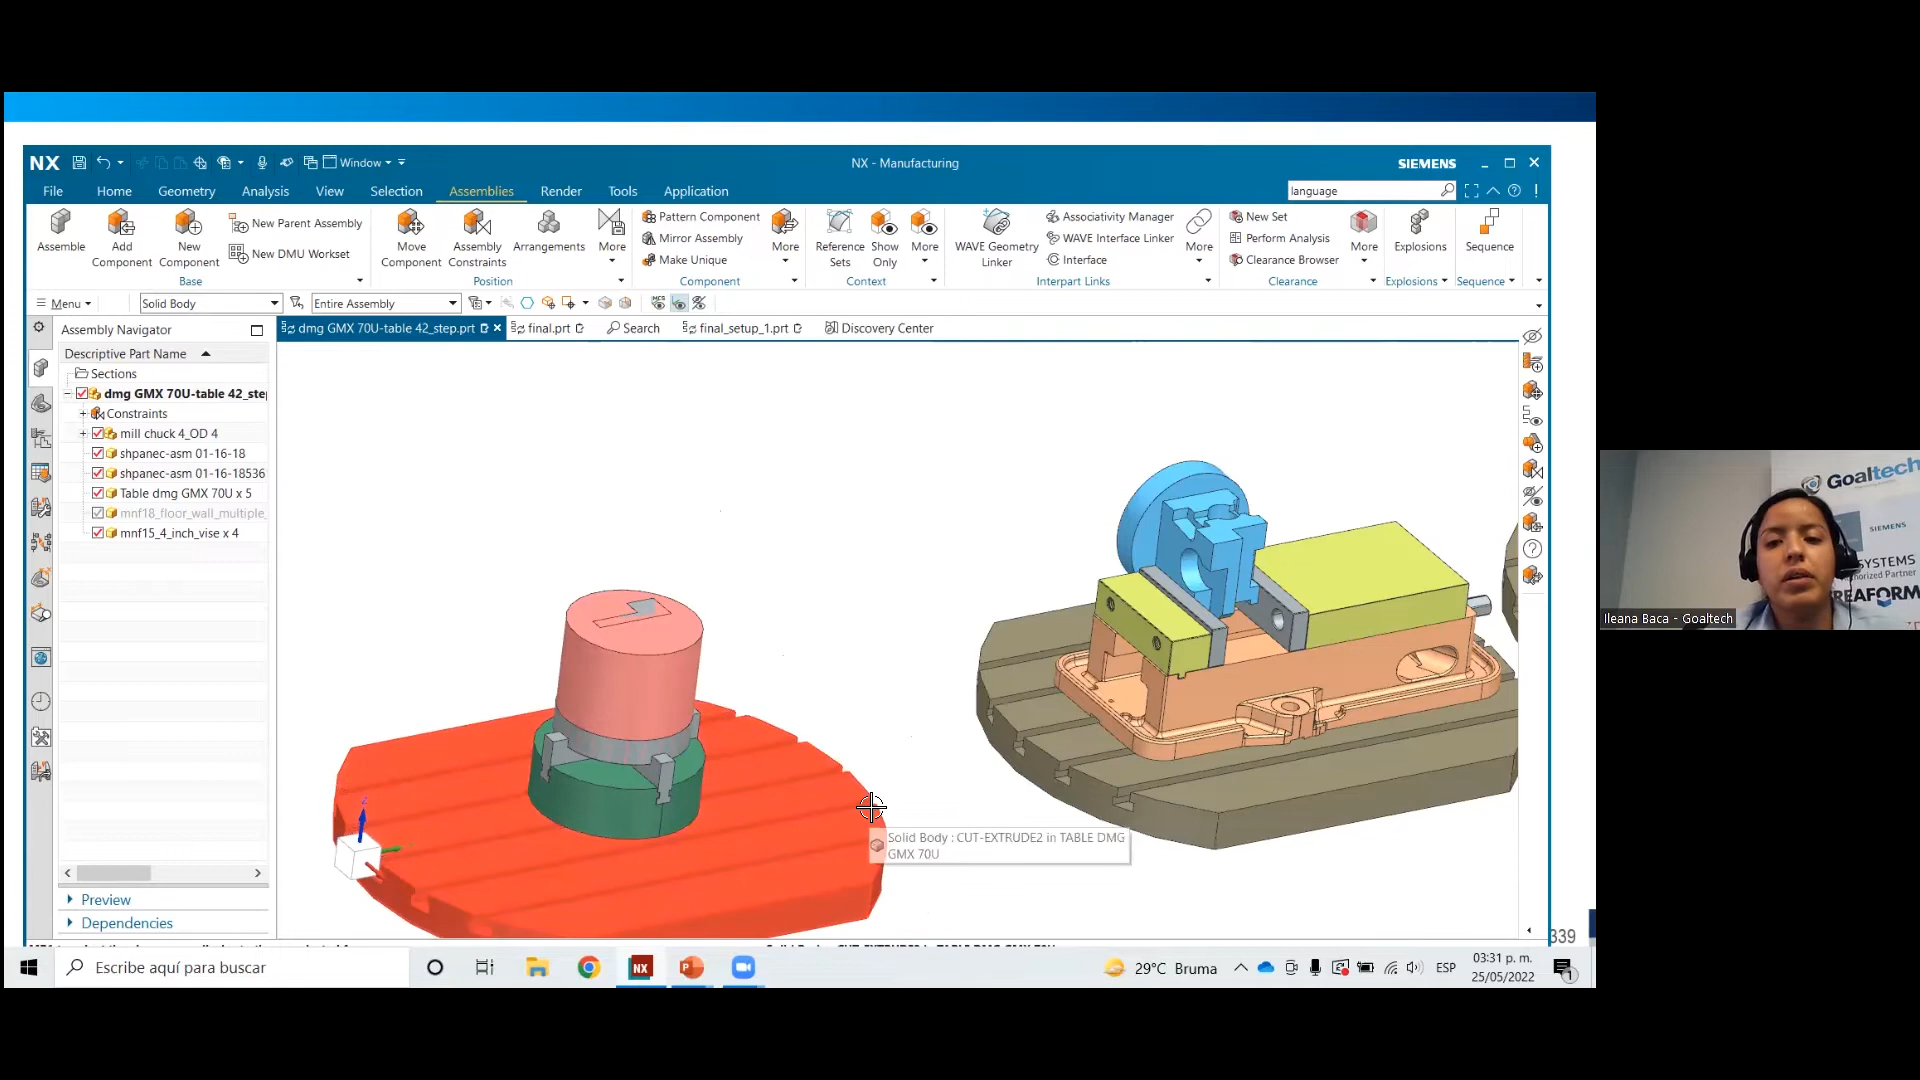 NX
Window
NX - Manufacturing
SIEMENS
File
Home
Geometry
Analysis
View
Selection
Assemblies
Render
Tools
Application
language
Assemble
Add
Component
New
Component
New Parent Assembly
New DMU Workset
Base
Move
Component
Assembly
Constraints
Arrangements
More
Position
Pattern Component
Mirror Assembly
Make Unique
More
Component
Reference
Sets
Show
Only
More
Context
WAVE Geometry
Linker
Associativity Manager
WAVE Interface Linker
Interface
More
Interpart Links
New Set
Perform Analysis
Clearance Browser
More
Clearance
Explosions
Explosions
Sequence
Sequence
Menu
Solid Body
Entire Assembly
Assembly Navigator
dmg GMX 70U-table 42_step.prt
final.prt
Search
final_setup_1.prt
Discovery Center
Descriptive Part Name
Sections
dmg GMX 70U-table 42_step
Constraints
mill chuck 4_OD 4
shpanec-asm 01-16-18
shpanec-asm 01-16-18536
Table dmg GMX 70U x 5
mnf18_floor_wall_multiple_
mnf15_4_inch_vise x 4
Solid Body : CUT-EXTRUDE2 in TABLE DMG
GMX 70U
Preview
Dependencies
339
Escribe aquí para buscar
NX
P
29°C Bruma
ESP
03:31 p. m.
25/05/2022
1
Goaltech
SIEMENS
SYSTEMS
Partner
REAFORM
Ileana Baca - Goaltech